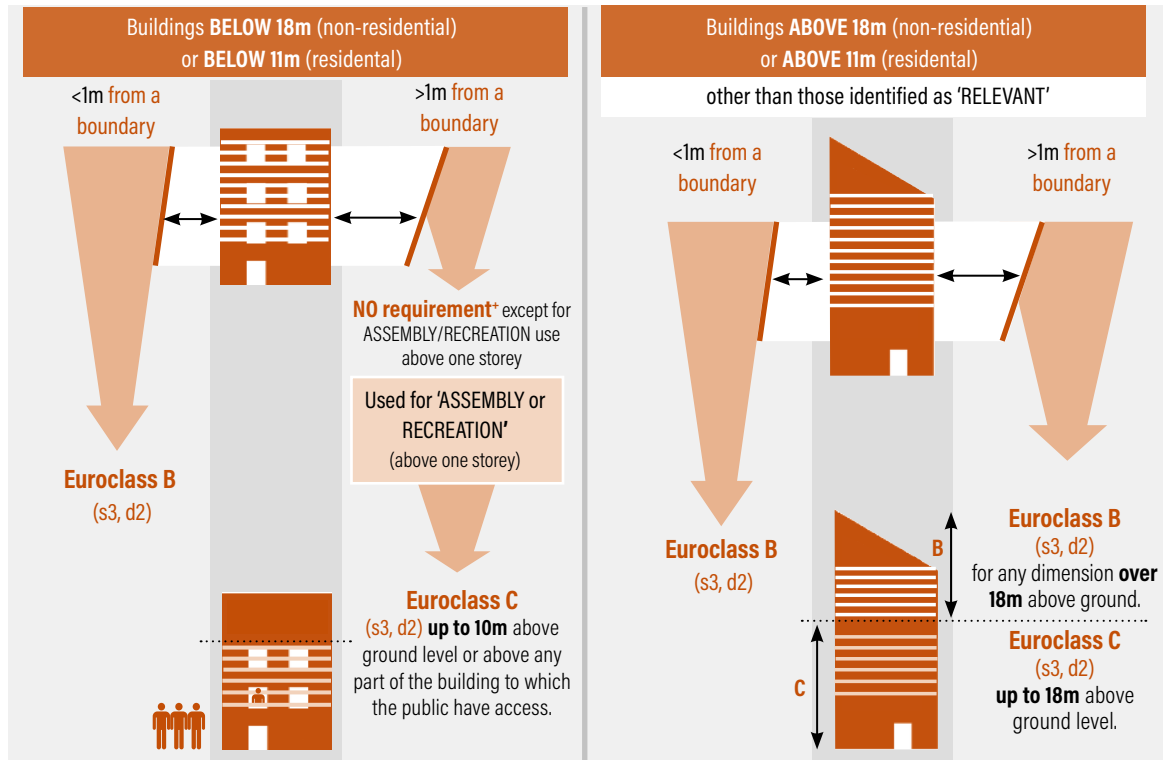 Buildings BELOW 18m (non-residential)
or BELOW 11m (residental)
<1m from a
boundary
>1m from a
boundary
NO requirement⁺ except for
ASSEMBLY/RECREATION use
above one storey
Used for ‘ASSEMBLY or
RECREATION’
(above one storey)
Euroclass B
(s3, d2)
Euroclass C
(s3, d2) up to 10m above
ground level or above any
part of the building to which
the public have access.
Buildings ABOVE 18m (non-residential)
or ABOVE 11m (residental)
other than those identified as ‘RELEVANT’
<1m from a
boundary
>1m from a
boundary
Euroclass B
(s3, d2)
B
C
Euroclass B
(s3, d2)
for any dimension over
18m above ground.
Euroclass C
(s3, d2)
up to 18m above
ground level.